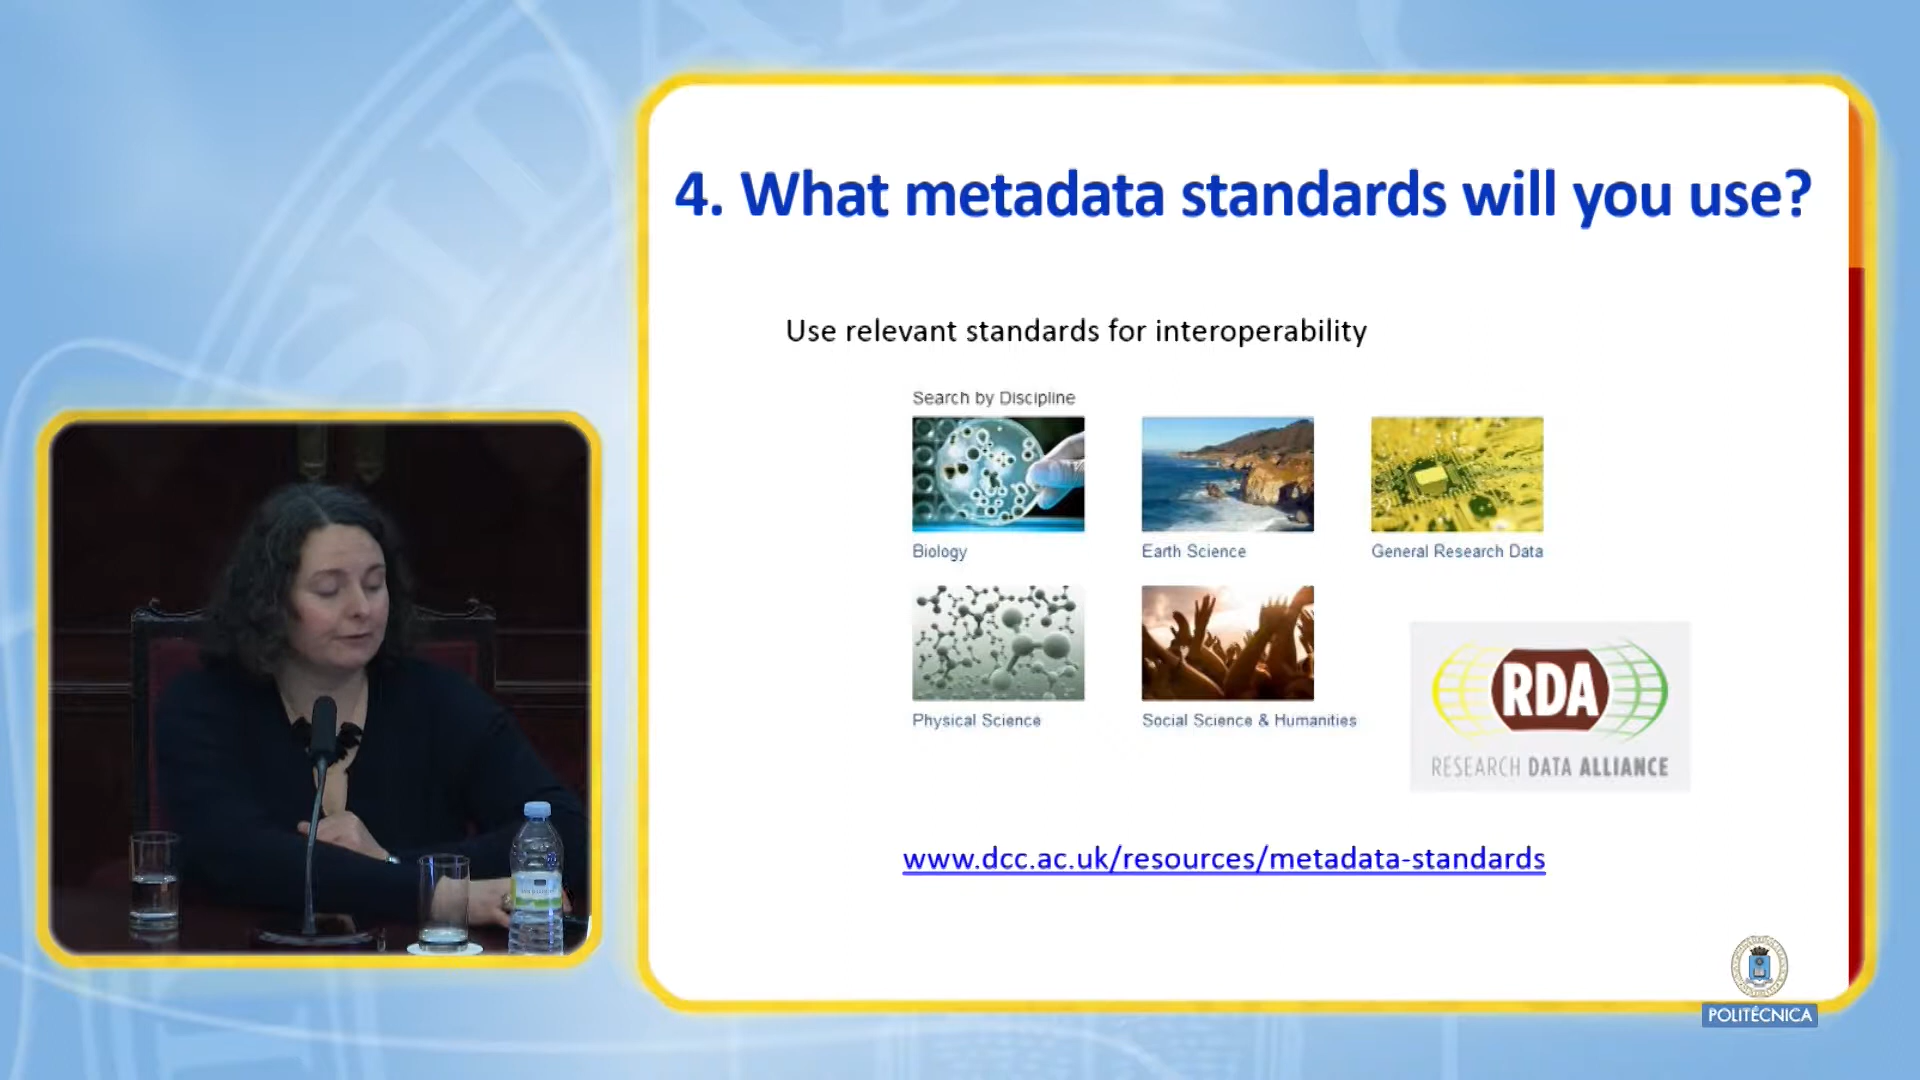 4. What metadata standards will you use?
Use relevant standards for interoperability
Search by Discipline
Biology
Earth Science
General Research Data
Physical Science
Social Science & Humanities
RDA
RESEARCH DATA ALLIANCE
www.dcc.ac.uk/resources/metadata-standards
POLITÉCNICA